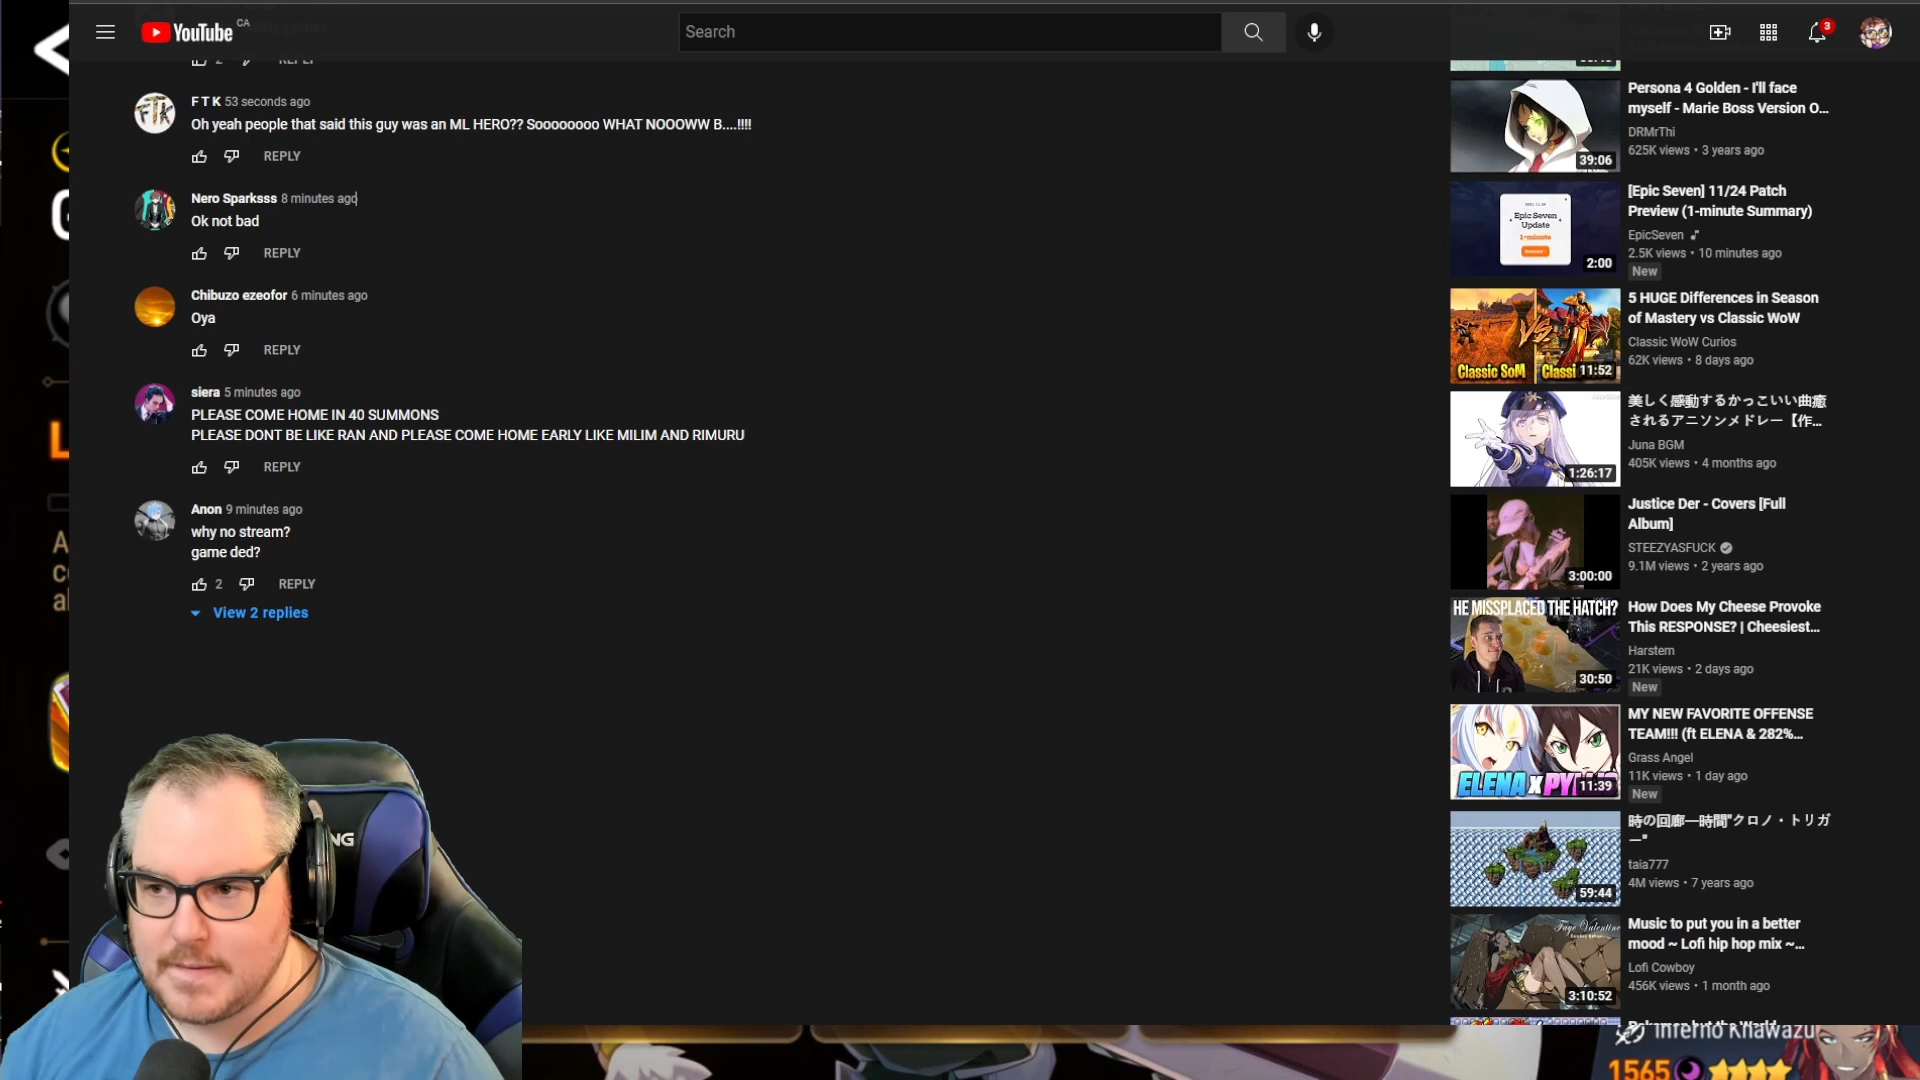 YouTube CA
Search
3
2 REPLY
F T K 53 seconds ago
Oh yeah people that said this guy was an ML HERO?? Soooooooo WHAT NOOOWW B....!!!!
REPLY
Nero Sparksss 8 minutes ago
Ok not bad
REPLY
Chibuzo ezeofor 6 minutes ago
Oya
REPLY
siera 5 minutes ago
PLEASE COME HOME IN 40 SUMMONS
PLEASE DONT BE LIKE RAN AND PLEASE COME HOME EARLY LIKE MILIM AND RIMURU
REPLY
Anon 9 minutes ago
why no stream?
game ded?
2 REPLY
View 2 replies
39:06
Persona 4 Golden - I'll face
myself - Marie Boss Version O...
DRMrThi
625K views • 3 years ago
Epic Seven
Update
1-minute
2:00
[Epic Seven] 11/24 Patch
Preview (1-minute Summary)
EpicSeven
2.5K views • 10 minutes ago
New
VS.
Classic SoM
Classi
11:52
5 HUGE Differences in Season
of Mastery vs Classic WoW
Classic WoW Curios
62K views • 8 days ago
1:26:17
美しく感動するかっこいい曲癒
されるアニソンメドレー【作...
Juna BGM
405K views • 4 months ago
3:00:00
Justice Der - Covers [Full
Album]
STEEZYASFUCK
9.1M views • 2 years ago
HE MISSPLACED THE HATCH?
30:50
How Does My Cheese Provoke
This RESPONSE? | Cheesiest...
Harstem
21K views • 2 days ago
New
ELENA X PY
11:39
MY NEW FAVORITE OFFENSE
TEAM!!! (ft ELENA & 282%...
Grass Angel
11K views • 1 day ago
New
59:44
時の回廊―時間"クロノ・トリガ
ー"
taia777
4M views • 7 years ago
Faye Valentine
3:10:52
Music to put you in a better
mood ~ Lofi hip hop mix ~...
Lofi Cowboy
456K views • 1 month ago
Inferno Khawazu
1565
NG